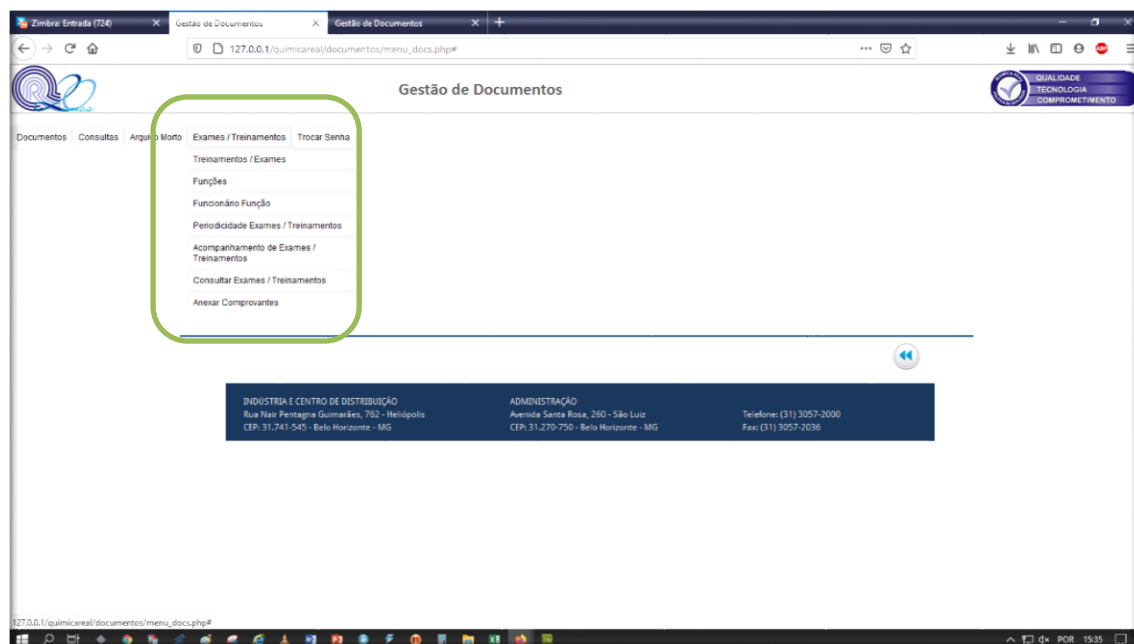 Zimbra: Entrada (724)
Gestão de Documentos
Gestão de Documentos
127.0.0.1/quimicareal/documentos/menu_docs.php#
Gestão de Documentos
QUALIDADE
TECNOLOGIA
COMPROMETIMENTO
Documentos Consultas Arquivo Morto Exames / Treinamentos Trocar Senha
Treinamentos / Exames
Funções
Funcionário Função
Periodicidade Exames / Treinamentos
Acompanhamento de Exames /
Treinamentos
Consultar Exames / Treinamentos
Anexar Comprovantes
INDÚSTRIA E CENTRO DE DISTRIBUIÇÃO
Rua Nair Pentagna Guimarães, 762 - Heliópolis
CEP: 31.741-545 - Belo Horizonte - MG
ADMINISTRAÇÃO
Avenida Santa Rosa, 260 - São Luiz
CEP: 31.270-750 - Belo Horizonte - MG
Telefone: (31) 3057-2000
Fax: (31) 3057-2036
127.0.0.1/quimicareal/documentos/menu_docs.php#
POR 15:35